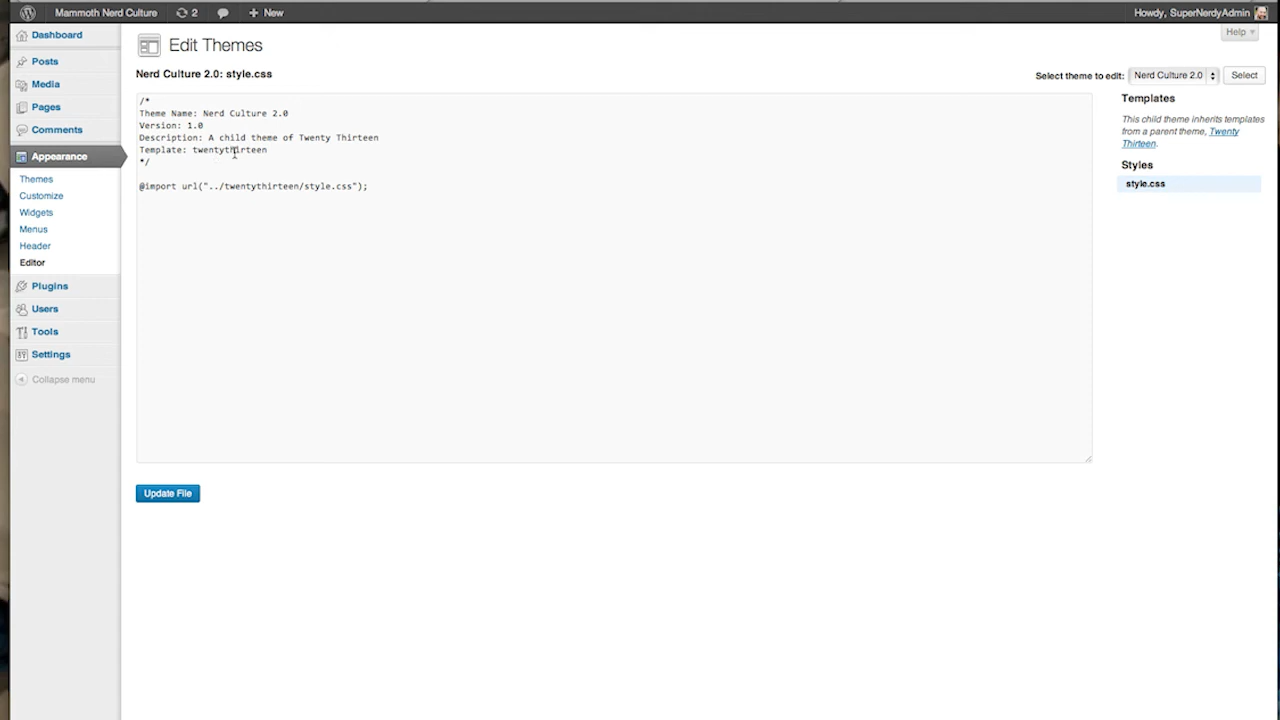 Mammoth Nerd Culture 2 New Howdy, SuperNerdyAdmin
Help
Dashboard
Posts
Media
Pages
Comments
Appearance
Themes
Customize
Widgets
Menus
Header
Editor
Plugins
Users
Tools
Settings
Collapse menu
Edit Themes
Nerd Culture 2.0: style.css
Select theme to edit: Nerd Culture 2.0 Select
/*
Theme Name: Nerd Culture 2.0
Version: 1.0
Description: A child theme of Twenty Thirteen
Template: twentythirteen
*/
@import url("../twentythirteen/style.css");
Update File
Templates
This child theme inherits templates
from a parent theme, Twenty
Thirteen.
Styles
style.css